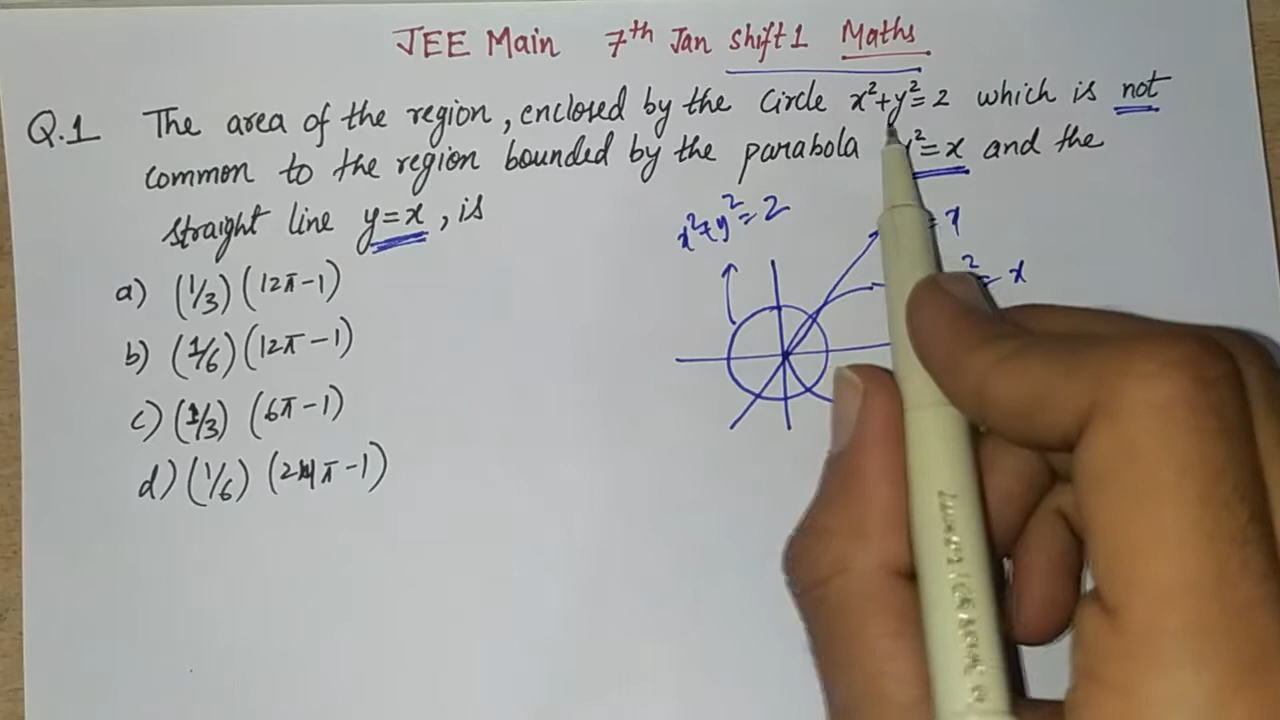 JEE Main 7th Jan Shift 1 Maths
Q.1 The area of the region, enclosed by the circle x²+y²=2 which is not
common to the region bounded by the parabola y²=x and the
straight line y=x, is
a) (1/3) (12π-1)
b) (1/6) (12π-1)
c) (1/3) (6π-1)
d) (1/6) (24π-1)
x²+y²=2
=x
²=x